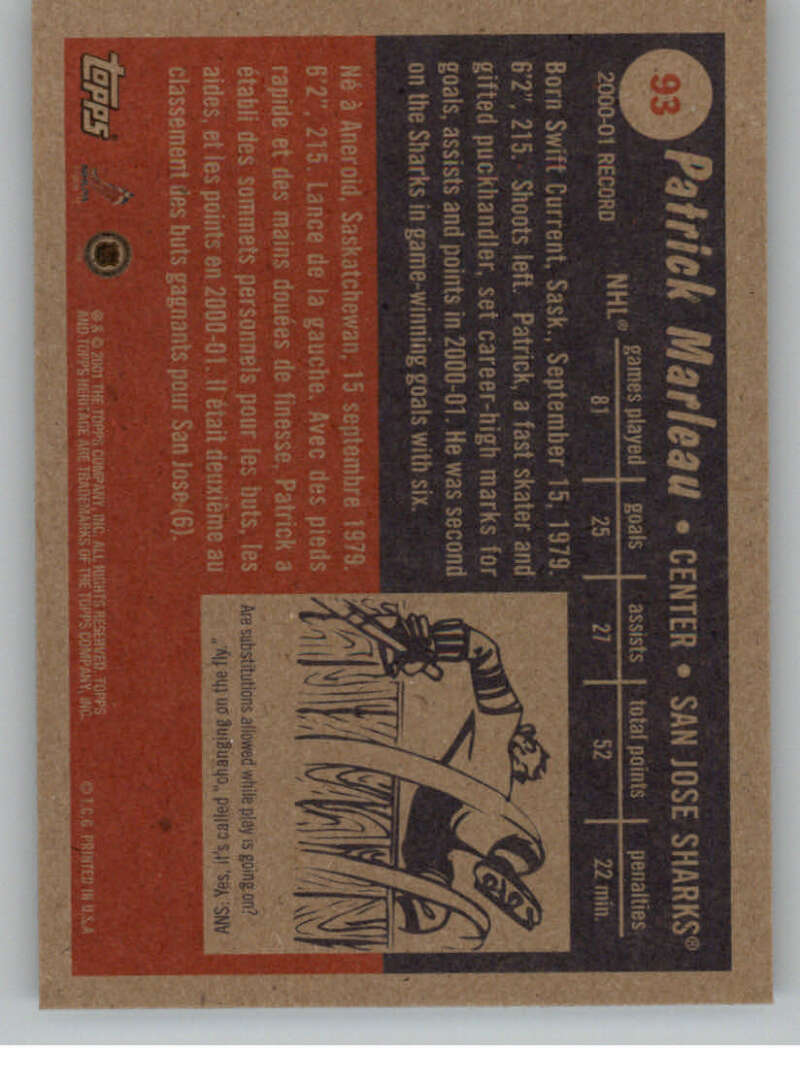 93
Patrick Marleau • CENTER • SAN JOSE SHARKS®
2000-01 RECORD
games played goals assists total points penalties
NHL® 81 25 27 52 22 min.
Born Swift Current, Sask., September 15, 1979.
6'2", 215. Shoots left. Patrick, a fast skater and
gifted puckhandler, set career-high marks for
goals, assists and points in 2000-01. He was second
on the Sharks in game-winning goals with six.
Né à Aneroid, Saskatchewan, 15 septembre 1979.
6'2", 215. Lance de la gauche. Avec des pieds
rapide et des mains douées de finesse, Patrick a
établi des sommets personnels pour les buts, les
aides, et les points en 2000-01. Il était deuxième au
classement des buts gagnants pour San Jose (6).
Are substitutions allowed while play is going on?
ANS: Yes, it's called "changing on the fly."
topps
® & © 2001 THE TOPPS COMPANY, INC. ALL RIGHTS RESERVED. TOPPS
AND TOPPS HERITAGE ARE TRADEMARKS OF THE TOPPS COMPANY, INC.
© T.C.G. PRINTED IN U.S.A.